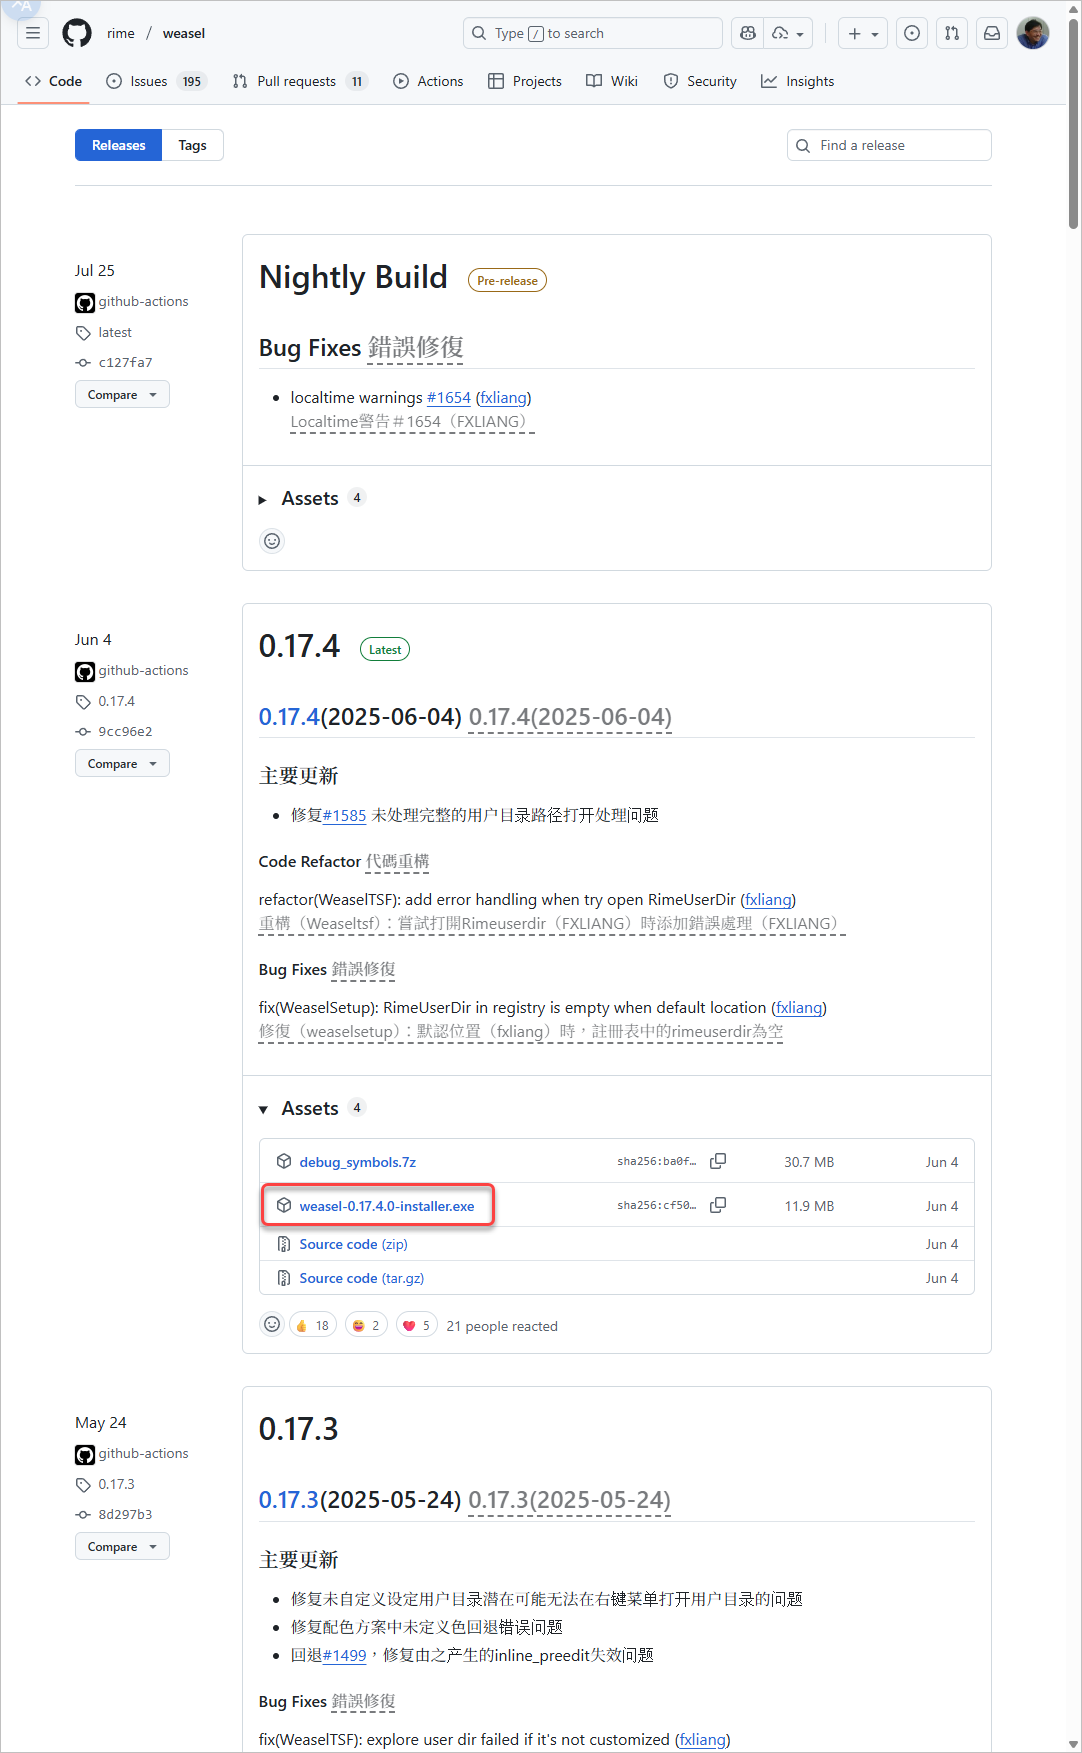 rime / weasel
Type / to search
Code
Issues 195
Pull requests 11
Actions
Projects
Wiki
Security
Insights
Releases
Tags
Find a release
Jul 25
github-actions
latest
c127fa7
Compare
Nightly Build Pre-release
Bug Fixes 錯誤修復
localtime warnings #1654 (fxliang)
Localtime警告＃1654（FXLIANG）
Assets 4
Jun 4
github-actions
0.17.4
9cc96e2
Compare
0.17.4 Latest
0.17.4(2025-06-04) 0.17.4(2025-06-04)
主要更新
修复#1585 未处理完整的用户目录路径打开处理问题
Code Refactor 代碼重構
refactor(WeaselTSF): add error handling when try open RimeUserDir (fxliang)
重構（Weaseltsf）：嘗試打開Rimeuserdir（FXLIANG）時添加錯誤處理（FXLIANG）
Bug Fixes 錯誤修復
fix(WeaselSetup): RimeUserDir in registry is empty when default location (fxliang)
修復（weaselsetup）：默認位置（fxliang）時，註冊表中的rimeuserdir為空
Assets 4
debug_symbols.7z sha256:ba0f… 30.7 MB Jun 4
weasel-0.17.4.0-installer.exe sha256:cf50… 11.9 MB Jun 4
Source code (zip) Jun 4
Source code (tar.gz) Jun 4
👍 18 😄 2 ❤️ 5 21 people reacted
May 24
github-actions
0.17.3
8d297b3
Compare
0.17.3
0.17.3(2025-05-24) 0.17.3(2025-05-24)
主要更新
修复未自定义设定用户目录潜在可能无法在右键菜单打开用户目录的问题
修复配色方案中未定义色回退错误问题
回退#1499，修复由之产生的inline_preedit失效问题
Bug Fixes 錯誤修復
fix(WeaselTSF): explore user dir failed if it's not customized (fxliang)